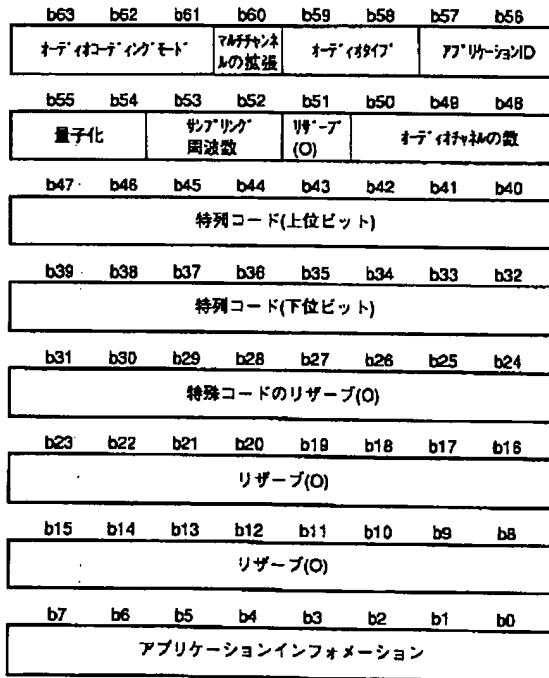 b63 b62 b61 b60 b59 b58 b57 b56
オーディオコーディングモード マルチチャンネルの拡張 オーディオタイプ アプリケーションID
b55 b54 b53 b52 b51 b50 b49 b48
量子化 サンプリング周波数 リザーブ(O) オーディオチャネルの数
b47 b46 b45 b44 b43 b42 b41 b40
特列コード(上位ビット)
b39 b38 b37 b36 b35 b34 b33 b32
特列コード(下位ビット)
b31 b30 b29 b28 b27 b26 b25 b24
特殊コードのリザーブ(O)
b23 b22 b21 b20 b19 b18 b17 b16
リザーブ(O)
b15 b14 b13 b12 b11 b10 b9 b8
リザーブ(O)
b7 b6 b5 b4 b3 b2 b1 b0
アプリケーションインフォメーション